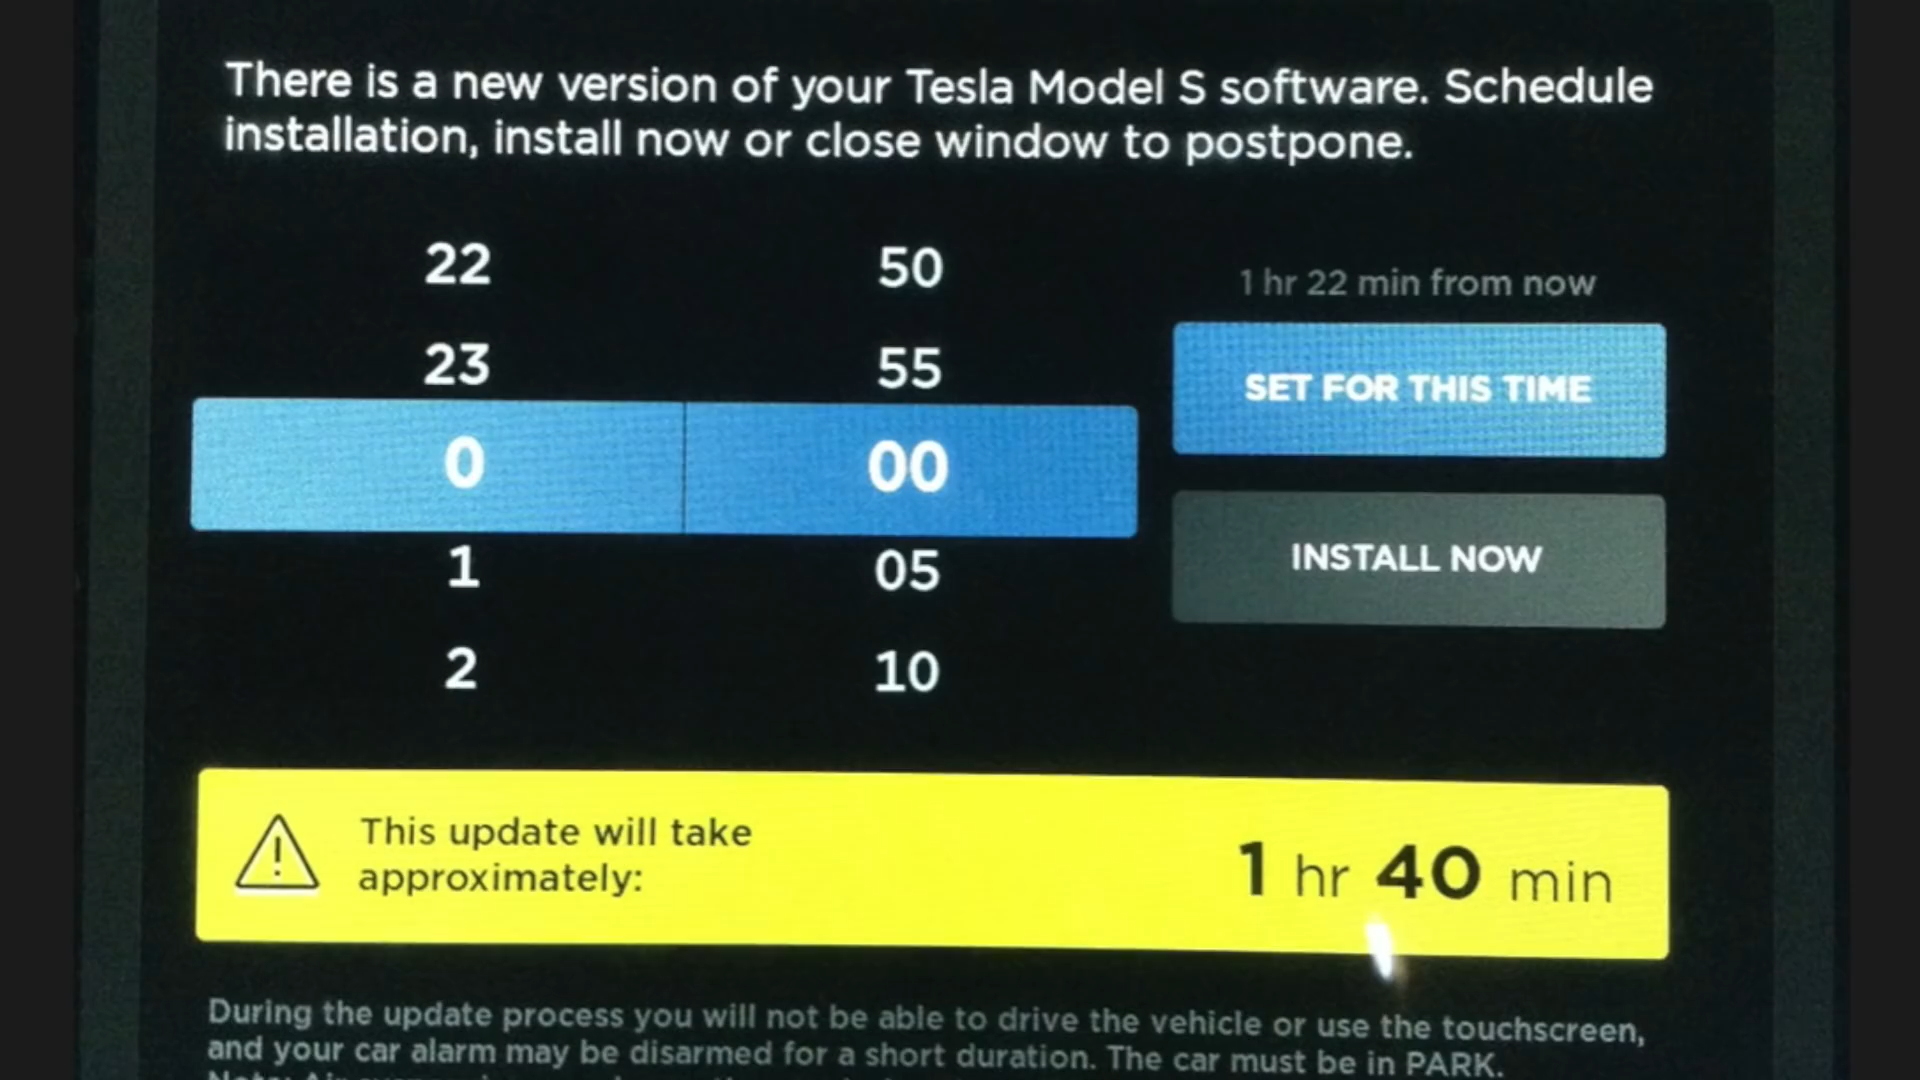 There is a new version of your Tesla Model S software. Schedule
installation, install now or close window to postpone.
22 50
1 hr 22 min from now
23 55
SET FOR THIS TIME
0 00
INSTALL NOW
1 05
2 10
This update will take
approximately:
1 hr 40 min
During the update process you will not be able to drive the vehicle or use the touchscreen,
and your car alarm may be disarmed for a short duration. The car must be in PARK.